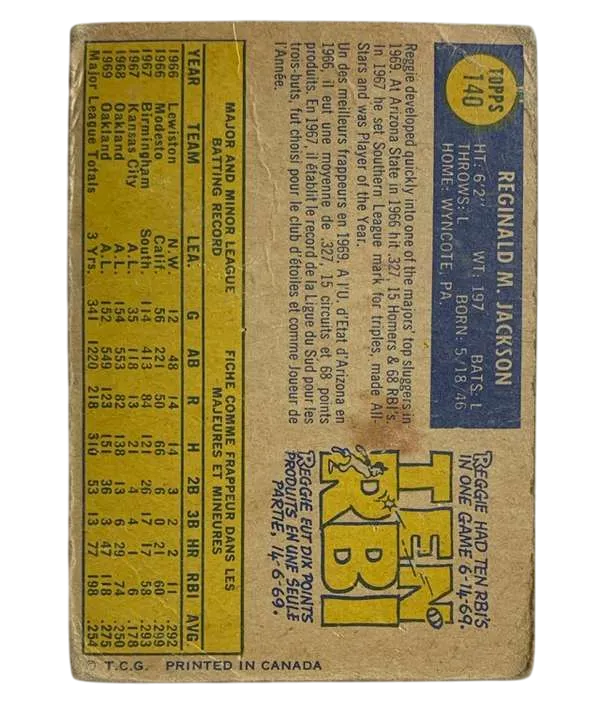 TOPPS
140
REGINALD M. JACKSON
HT: 6'2" WT: 197 BATS: L
THROWS: L BORN: 5/18/46
HOME: WYNCOTE, PA.
Reggie developed quickly into one of the majors' top sluggers in
1969. At Arizona State in 1966 hit .327, 15 Homers & 68 RBI's.
In 1967 he set Southern League mark for triples, made All-
Stars and was Player of the Year.
Un des meilleurs frappeurs en 1969, A l'U. d'Etat d'Arizona en
1966, il eut une moyenne de .327, 15 circuits et 68 points
produits. En 1967, il établit le record de la Ligue du Sud pour les
trois-buts, fut choisi pour le club d'étoiles et comme Joueur de
l'Année.
REGGIE HAD TEN RBI'S
IN ONE GAME 6-14-69.
TEN
RBI
REGGIE EUT DIX POINTS
PRODUITS EN UNE SEULE
PARTIE, 14-6-69.
MAJOR AND MINOR LEAGUE FICHE COMME FRAPPEUR DANS LES
BATTING RECORD MAJEURES ET MINEURES
YEAR TEAM LEA. G AB R H 2B 3B HR RBI AVG
1966 Lewiston N.W. 12 48 14 14 3 2 2 11 .292
1966 Modesto Calif. 56 221 50 66 6 0 21 60 .299
1967 Birmingham South. 114 413 84 121 26 17 17 58 .293
1967 Kansas City A.L. 35 118 13 21 4 4 1 6 .178
1968 Oakland A.L. 154 553 82 138 13 6 29 74 .250
1969 Oakland A.L. 152 549 123 151 36 3 47 118 .275
Major League Totals 3 Yrs. 341 1220 218 310 53 13 77 198 .254
© T.C.G. PRINTED IN CANADA